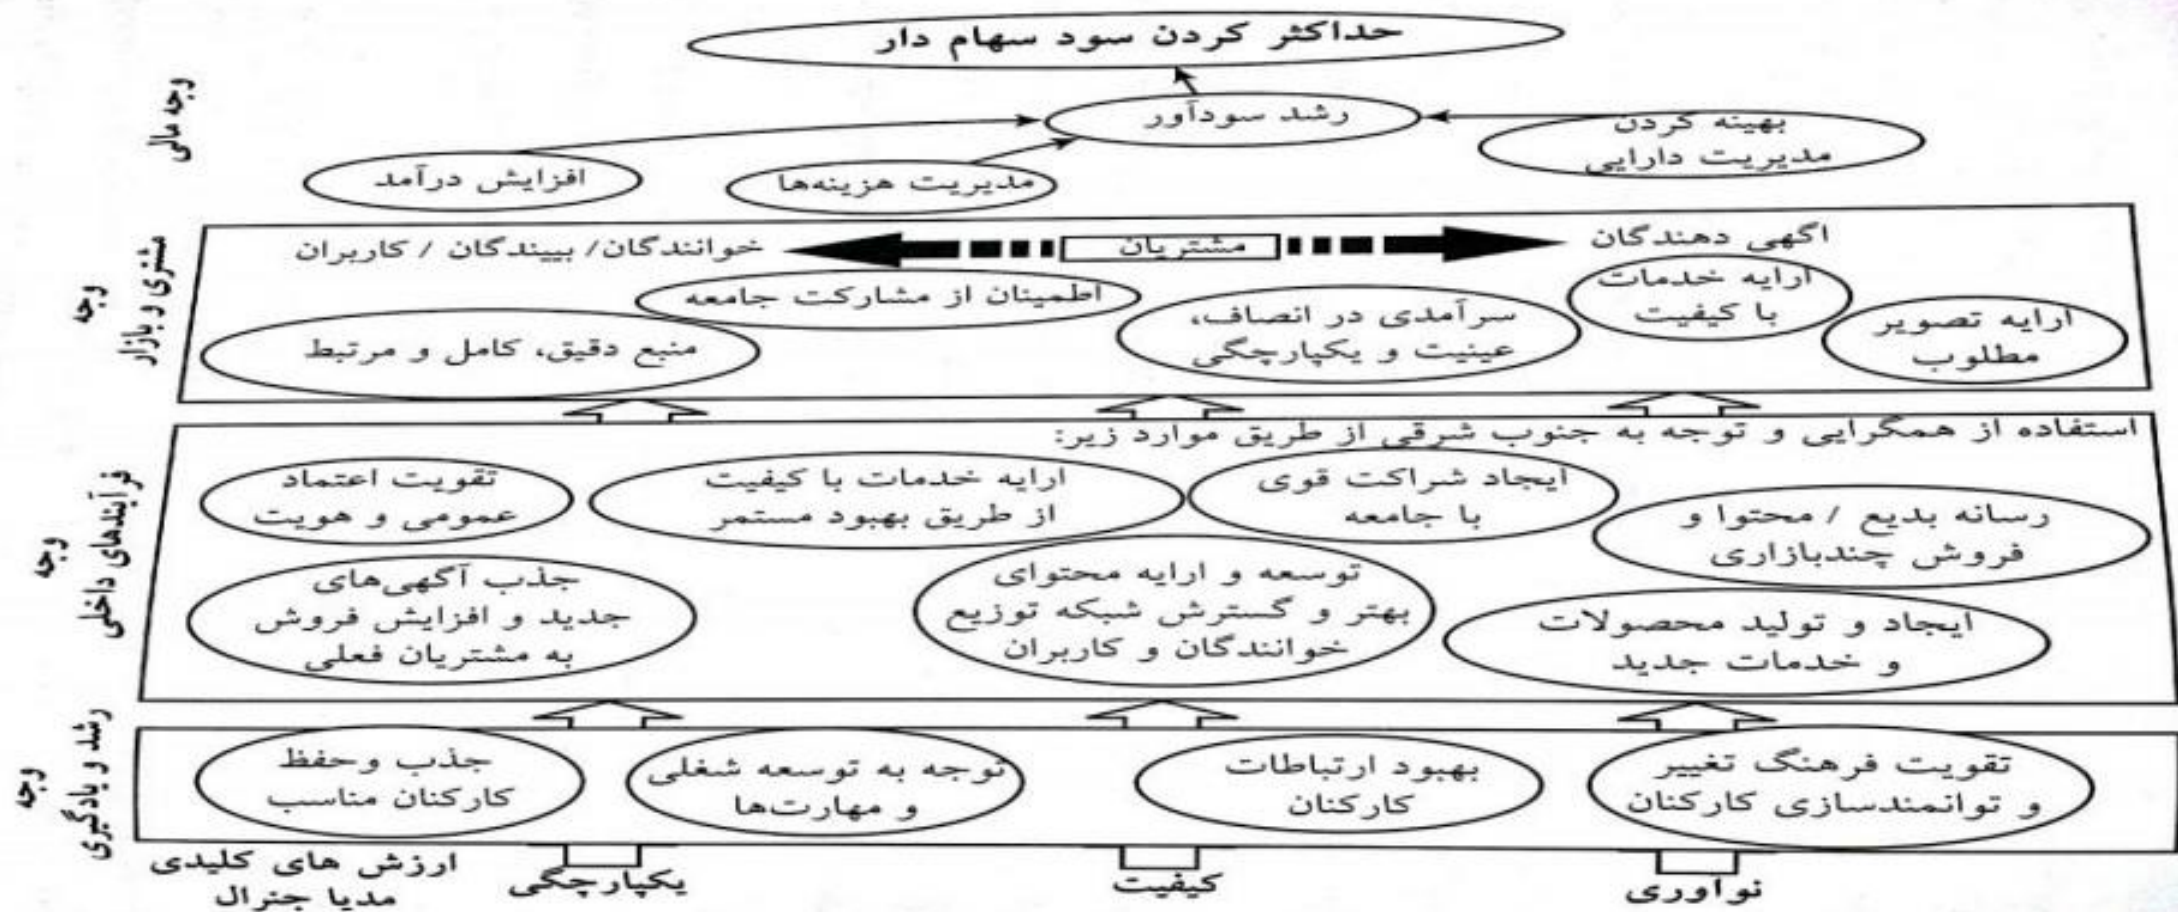 حداکثر کردن سود سهام دار
وجه مالی
رشد سودآور
بهینه کردن
مدیریت دارایی
مدیریت هزینه‌ها
افزایش درآمد
وجه
مشتری و بازار
آگهی دهندگان
مشتریان
خوانندگان/ بینندگان / کاربران
ارایه خدمات
با کیفیت
ارایه تصویر
مطلوب
سرآمدی در انصاف،
عینیت و یکپارچگی
اطمینان از مشارکت جامعه
منبع دقیق، کامل و مرتبط
وجه
فرآیندهای داخلی
استفاده از همگرایی و توجه به جنوب شرقی از طریق موارد زیر:
رسانه بدیع / محتوا و
فروش چندبازاری
ایجاد شراکت قوی
با جامعه
ارایه خدمات با کیفیت
از طریق بهبود مستمر
تقویت اعتماد
عمومی و هویت
ایجاد و تولید محصولات
و خدمات جدید
توسعه و ارایه محتوای
بهتر و گسترش شبکه توزیع
خوانندگان و کاربران
جذب آگهی‌های
جدید و افزایش فروش
به مشتریان فعلی
وجه
رشد و یادگیری
تقویت فرهنگ تغییر
و توانمندسازی کارکنان
بهبود ارتباطات
کارکنان
توجه به توسعه شغلی
و مهارت‌ها
جذب وحفظ
کارکنان مناسب
نوآوری
کیفیت
یکپارچگی
ارزش های کلیدی
مدیا جنرال